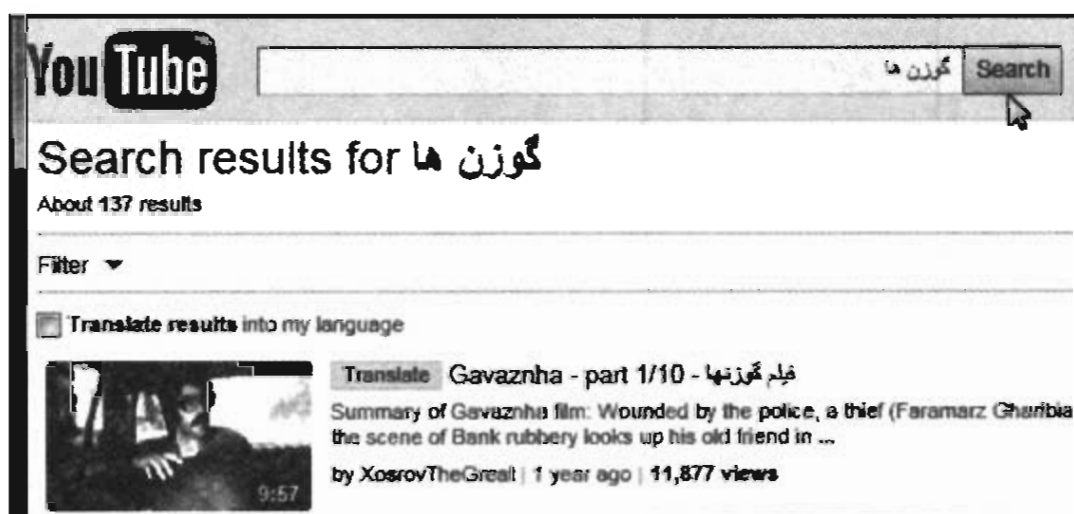 YouTube
گوزن ها
Search
Search results for گوزن ها
About 137 results
Filter
Translate results into my language
Translate
Gavaznha - part 1/10 - فیلم گوزنها
Summary of Gavaznha film: Wounded by the police, a thief (Faramarz Gharibia
the scene of Bank rubbery looks up his old friend in ...
by XosrovTheGreat | 1 year ago | 11,877 views
9:57